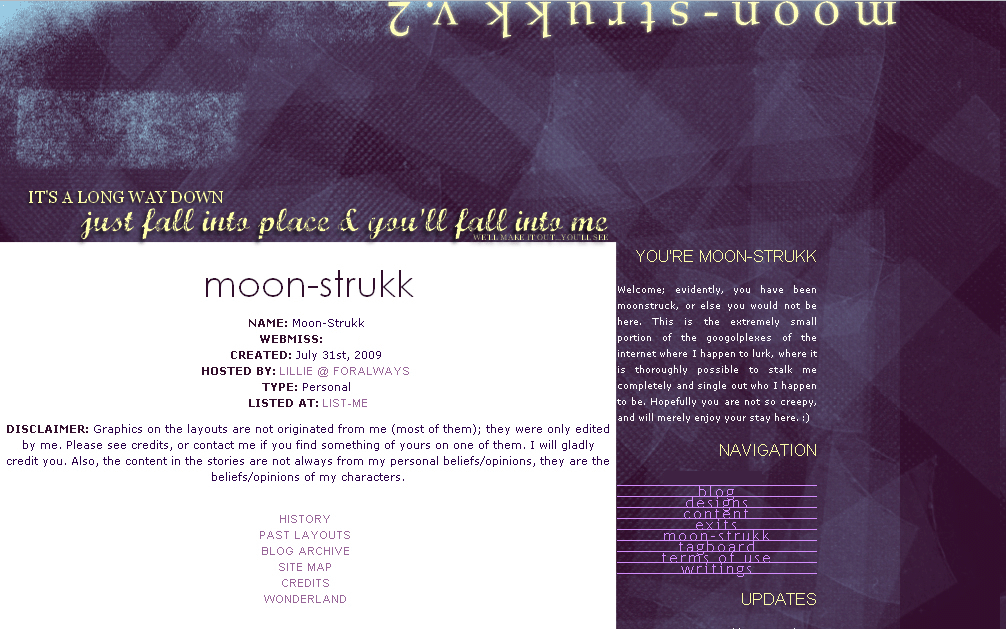 moon-strukk v.2
IT'S A LONG WAY DOWN
just fall into place & you'll fall into me
WE'LL MAKE IT OUT...YOU'LL SEE
moon-strukk
NAME: Moon-Strukk
WEBMISS:
CREATED: July 31st, 2009
HOSTED BY: LILLIE @ FORALWAYS
TYPE: Personal
LISTED AT: LIST-ME
DISCLAIMER: Graphics on the layouts are not originated from me (most of them); they were only edited
by me. Please see credits, or contact me if you find something of yours on one of them. I will gladly
credit you. Also, the content in the stories are not always from my personal beliefs/opinions, they are the
beliefs/opinions of my characters.
HISTORY
PAST LAYOUTS
BLOG ARCHIVE
SITE MAP
CREDITS
WONDERLAND
YOU'RE MOON-STRUKK
Welcome; evidently, you have been
moonstruck, or else you would not be
here. This is the extremely small
portion of the googolplexes of the
internet where I happen to lurk, where it
is thoroughly possible to stalk me
completely and single out who I happen
to be. Hopefully you are not so creepy,
and will merely enjoy your stay here. :)
NAVIGATION
blog
designs
content
exits
moon-strukk
tagboard
terms of use
writings
UPDATES